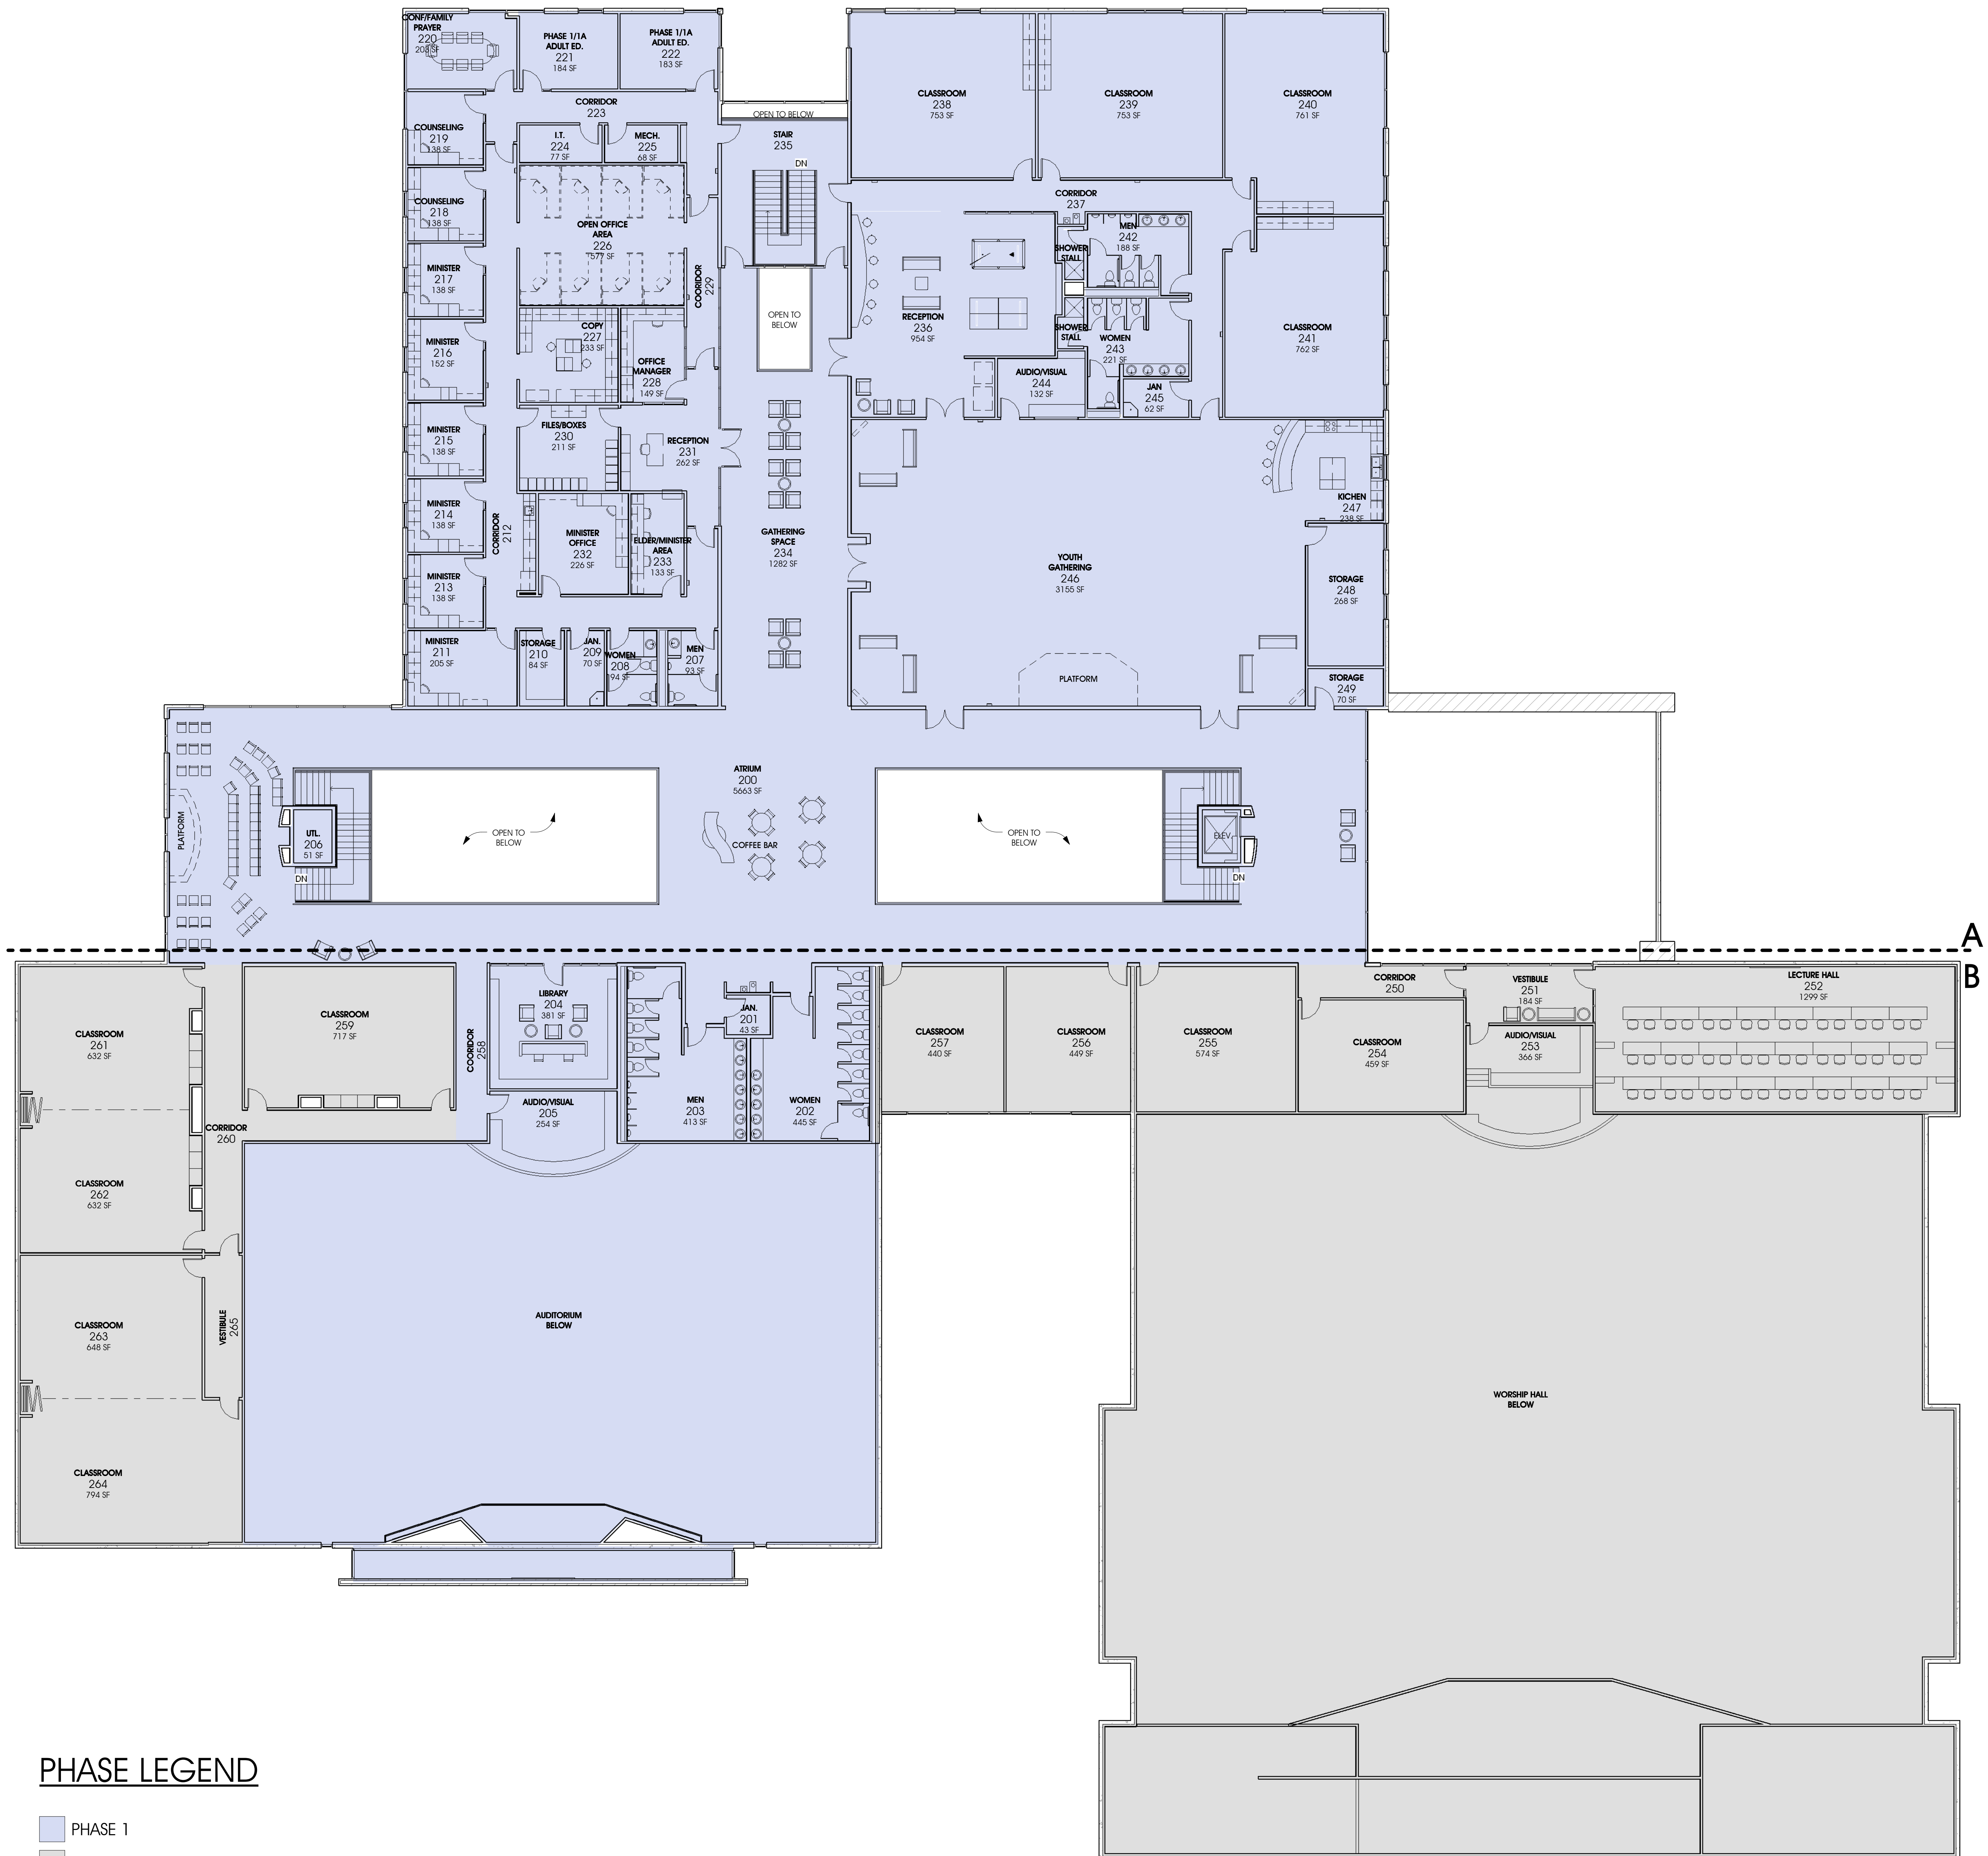 CONF/FAMILY
PRAYER
220
203 SF
PHASE 1/1A
ADULT ED.
221
184 SF
PHASE 1/1A
ADULT ED.
222
183 SF
CORRIDOR
223
COUNSELING
219
138 SF
I.T.
224
77 SF
MECH.
225
68 SF
OPEN TO BELOW
STAIR
235
DN
CLASSROOM
238
753 SF
CLASSROOM
239
753 SF
CLASSROOM
240
761 SF
COUNSELING
218
138 SF
OPEN OFFICE
AREA
226
577 SF
CORRIDOR
237
MINISTER
217
138 SF
COORIDOR
229
OPEN TO
BELOW
RECEPTION
236
954 SF
MEN
242
188 SF
SHOWER
STALL
SHOWER
STALL
WOMEN
243
221 SF
CLASSROOM
241
762 SF
MINISTER
216
152 SF
COPY
227
233 SF
OFFICE
MANAGER
228
149 SF
AUDIO/VISUAL
244
132 SF
JAN
245
62 SF
MINISTER
215
138 SF
FILES/BOXES
230
211 SF
RECEPTION
231
262 SF
KICHEN
247
238 SF
MINISTER
214
138 SF
CORRIDOR
212
MINISTER
OFFICE
232
226 SF
ELDER/MINISTER
AREA
233
133 SF
GATHERING
SPACE
234
1282 SF
YOUTH
GATHERING
246
3155 SF
STORAGE
248
268 SF
MINISTER
213
138 SF
MINISTER
211
205 SF
STORAGE
210
84 SF
JAN.
209
70 SF
WOMEN
208
94 SF
MEN
207
93 SF
PLATFORM
STORAGE
249
70 SF
ATRIUM
200
5663 SF
PLATFORM
UTL.
206
51 SF
DN
OPEN TO
BELOW
COFFEE BAR
OPEN TO
BELOW
ELEV.
DN
A
B
CLASSROOM
261
632 SF
CLASSROOM
259
717 SF
COORIDOR
258
LIBRARY
204
381 SF
JAN.
201
43 SF
CLASSROOM
257
440 SF
CLASSROOM
256
449 SF
CLASSROOM
255
574 SF
CORRIDOR
250
CLASSROOM
254
459 SF
VESTIBULE
251
184 SF
AUDIO/VISUAL
253
366 SF
LECTURE HALL
252
1299 SF
AUDIO/VISUAL
205
254 SF
MEN
203
413 SF
WOMEN
202
445 SF
CORRIDOR
260
CLASSROOM
262
632 SF
CLASSROOM
263
648 SF
VESTIBULE
265
AUDITORIUM
BELOW
WORSHIP HALL
BELOW
CLASSROOM
264
794 SF
PHASE LEGEND
PHASE 1